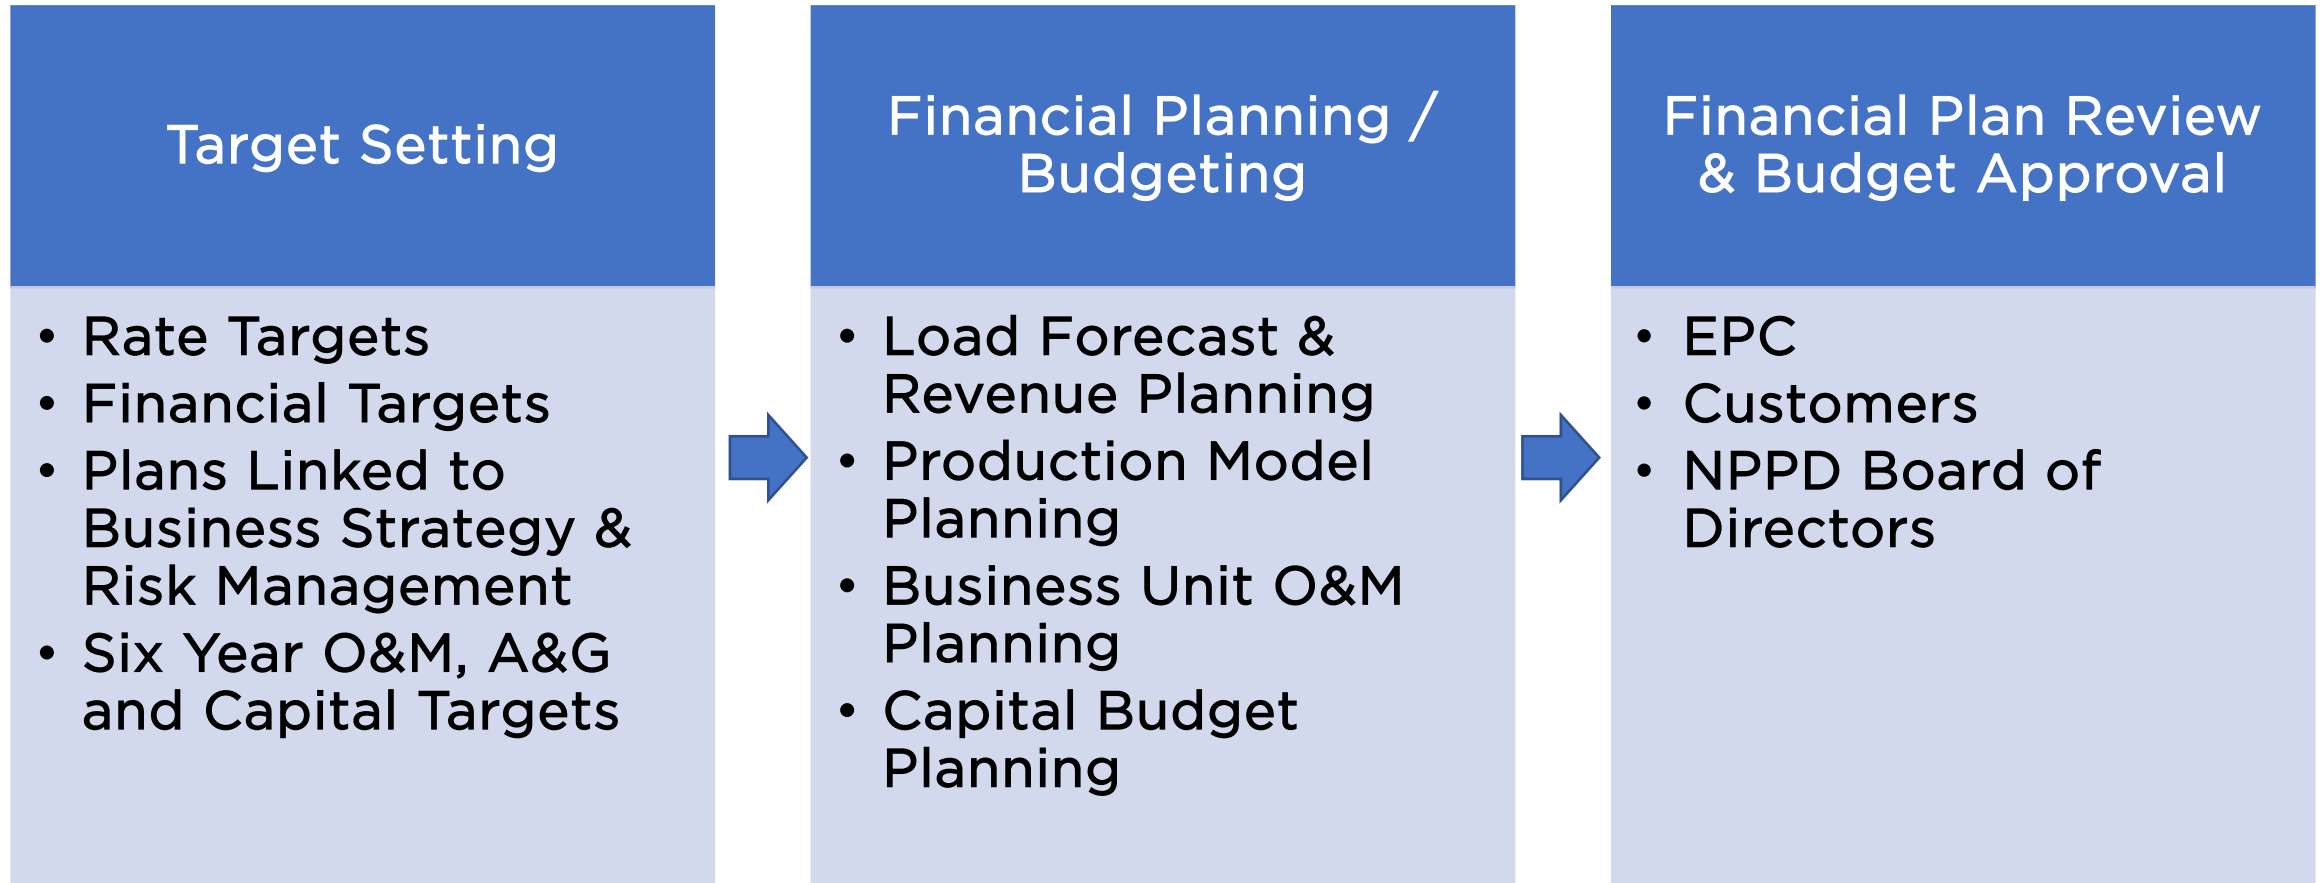 Target Setting
• Rate Targets
• Financial Targets
• Plans Linked to
Business Strategy &
Risk Management
• Six Year O&M, A&G
and Capital Targets
Financial Planning /
Budgeting
• Load Forecast &
Revenue Planning
• Production Model
Planning
• Business Unit O&M
Planning
• Capital Budget
Planning
Financial Plan Review
& Budget Approval
• EPC
• Customers
• NPPD Board of
Directors